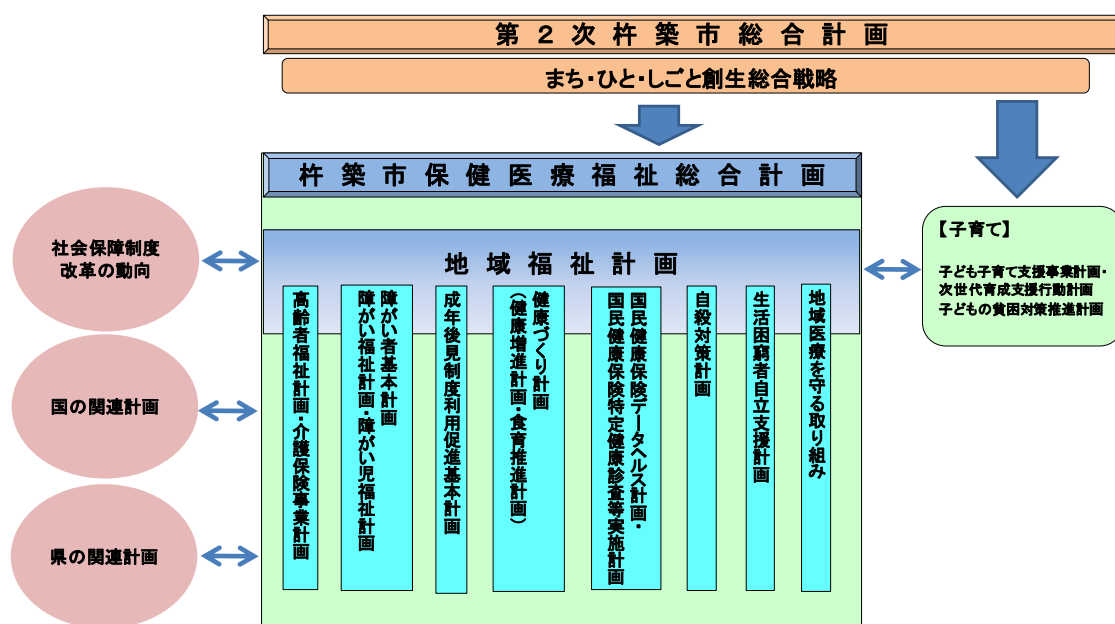 第２次杵築市総合計画
まち・ひと・しごと創生総合戦略
杵築市保健医療福祉総合計画
社会保障制度
改革の動向
国の関連計画
県の関連計画
地域福祉計画
高齢者福祉計画・介護保険事業計画
障がい者基本計画
障がい福祉計画・障がい児福祉計画
成年後見制度利用促進基本計画
健康づくり計画
（健康増進計画・食育推進計画）
国民健康保険データヘルス計画・
国民健康保険特定健康診査等実施計画
自殺対策計画
生活困窮者自立支援計画
地域医療を守る取り組み
【子育て】
子ども子育て支援事業計画・
次世代育成支援行動計画
子どもの貧困対策推進計画